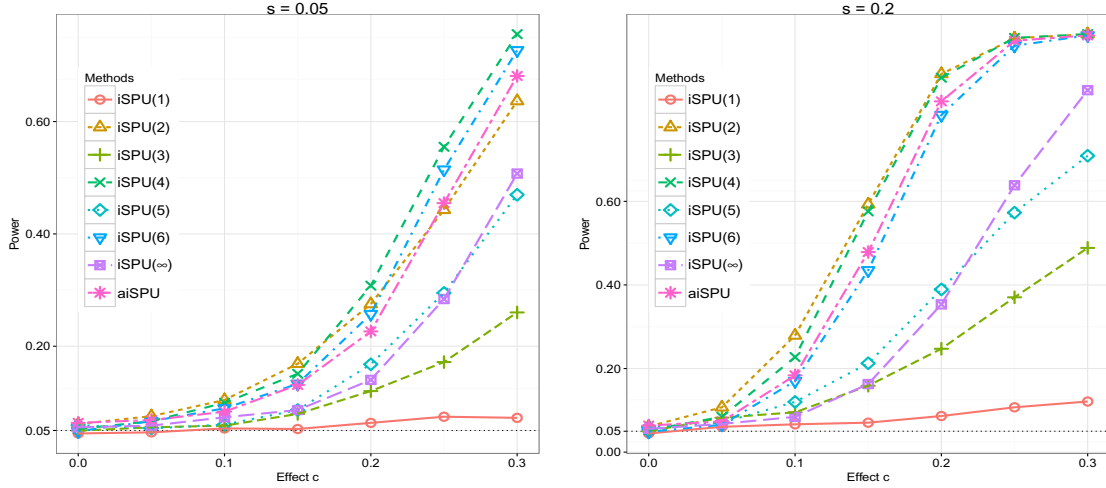 s = 0.05
Methods
iSPU(1)
iSPU(2)
iSPU(3)
iSPU(4)
iSPU(5)
iSPU(6)
iSPU(∞)
aiSPU
Power
0.60
0.40
0.20
0.05
0.0
0.1
0.2
0.3
Effect c
s = 0.2
Methods
iSPU(1)
iSPU(2)
iSPU(3)
iSPU(4)
iSPU(5)
iSPU(6)
iSPU(∞)
aiSPU
Power
0.60
0.40
0.20
0.05
0.00
0.0
0.1
0.2
0.3
Effect c